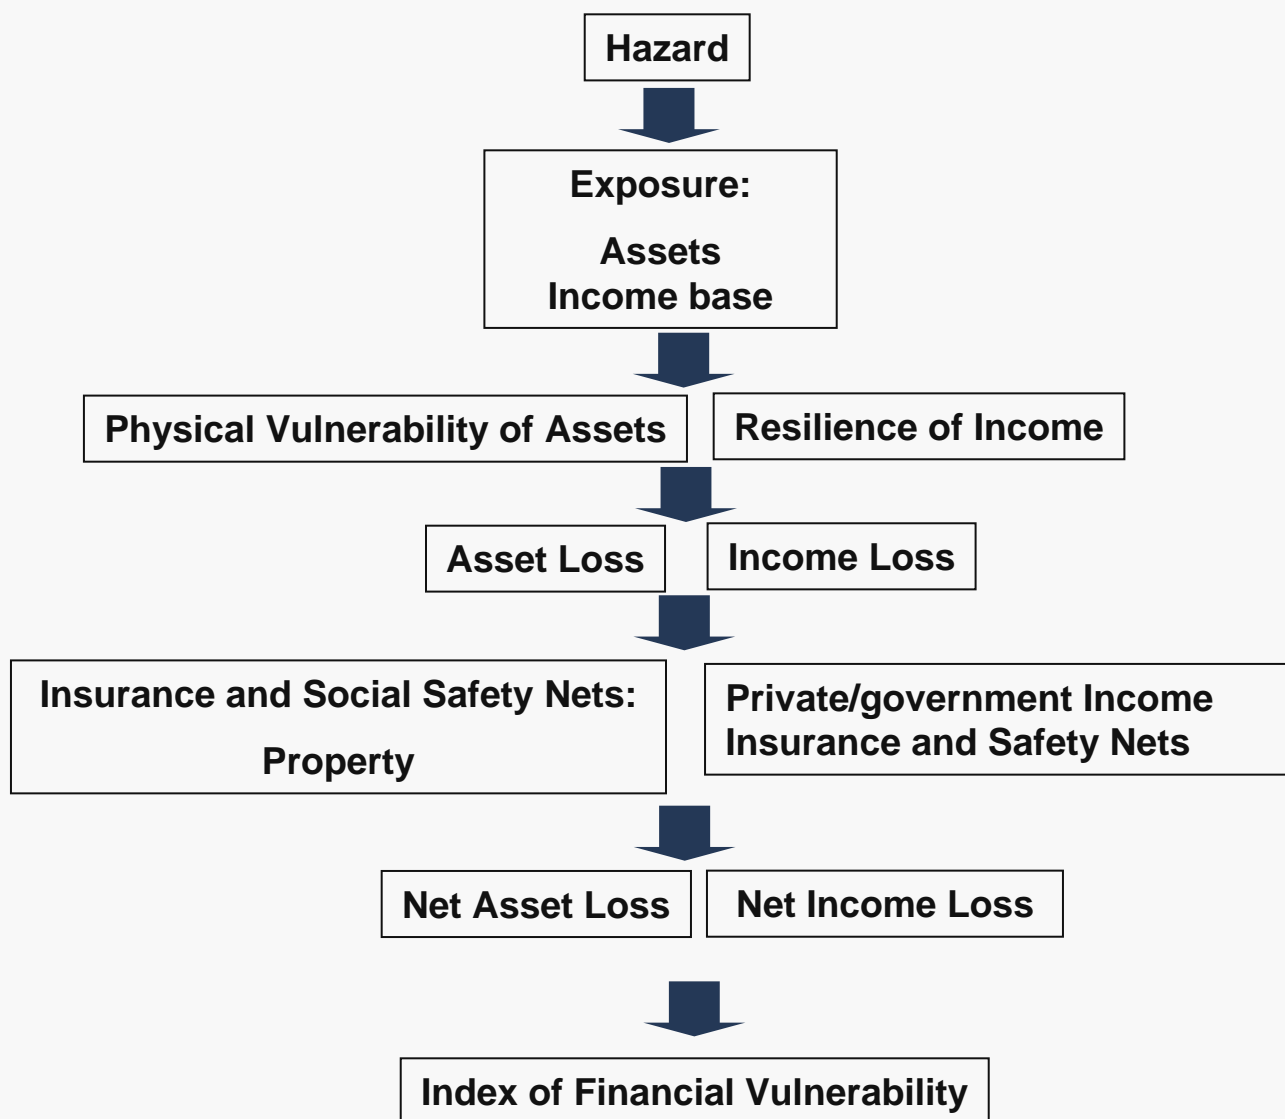 Hazard
Exposure:
Assets
Income base
Physical Vulnerability of Assets
Resilience of Income
Asset Loss
Income Loss
Insurance and Social Safety Nets:
Property
Private/government Income
Insurance and Safety Nets
Net Asset Loss
Net Income Loss
Index of Financial Vulnerability